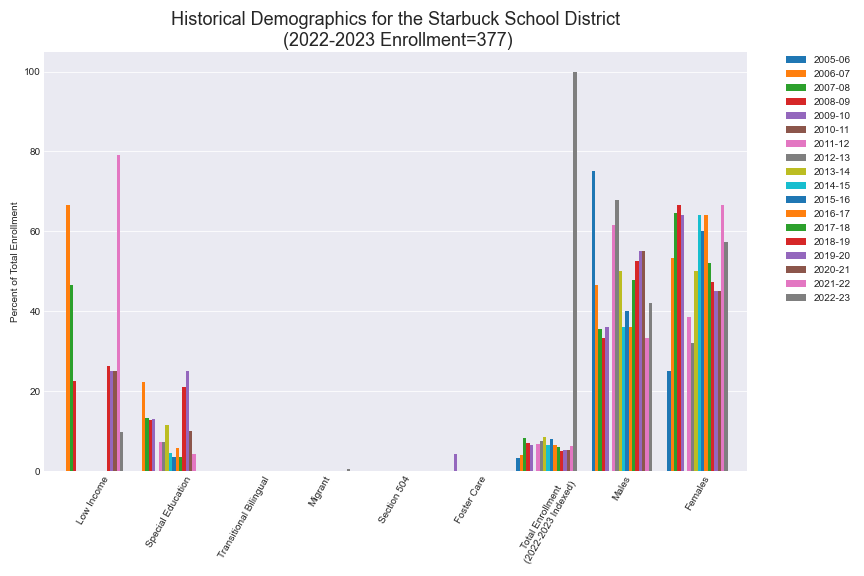 Historical Demographics for the Starbuck School District
(2022-2023 Enrollment=377)
Percent of Total Enrollment
100
80
60
40
20
0
Low Income
Special Education
Transitional Bilingual
Migrant
Section 504
Foster Care
Total Enrollment
(2022-2023 Indexed)
Males
Females
2005-06
2006-07
2007-08
2008-09
2009-10
2010-11
2011-12
2012-13
2013-14
2014-15
2015-16
2016-17
2017-18
2018-19
2019-20
2020-21
2021-22
2022-23